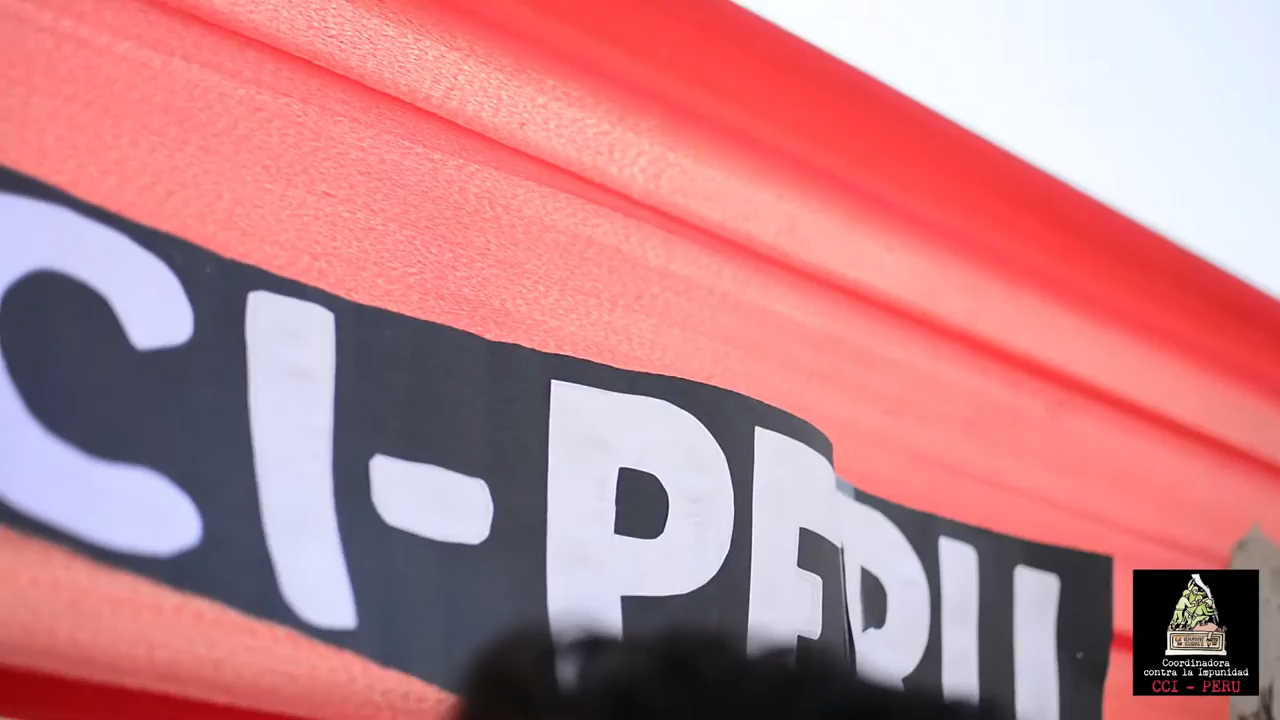 CI-PERU
Coordinadora
contra la Impunidad
CCI - PERU